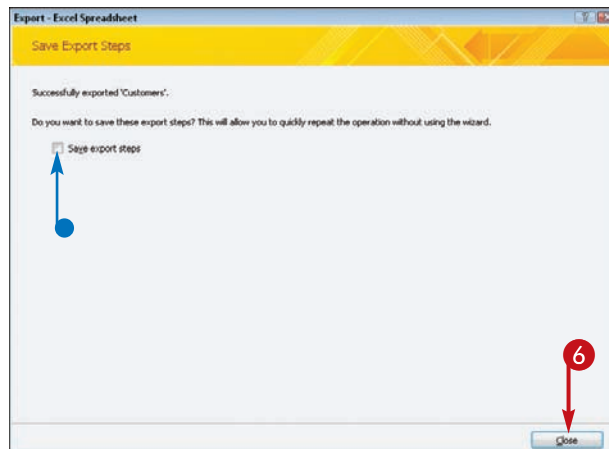 Export - Excel Spreadsheet
Save Export Steps
Successfully exported 'Customers'.
Do you want to save these export steps? This will allow you to quickly repeat the operation without using the wizard.
Save export steps
6
Close